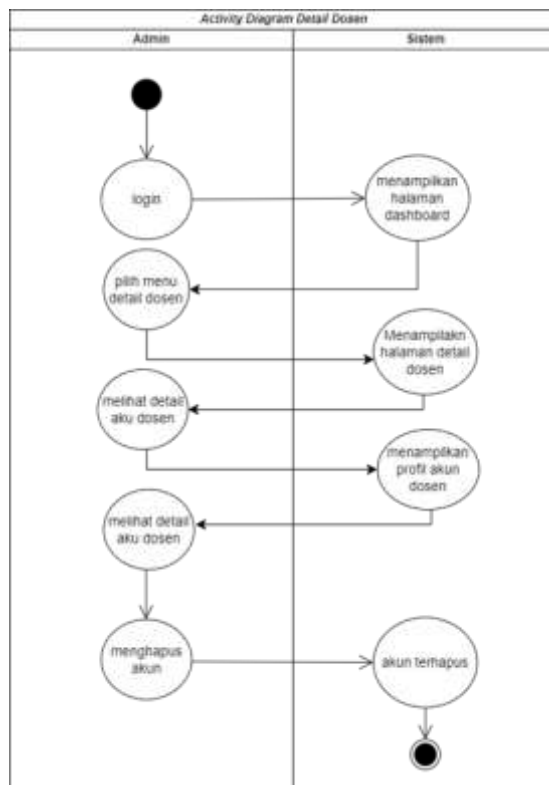 Activity Diagram Detail Dosen
Admin
Sistem
login
menampilkan
halaman
dashboard
pilih menu
detail dosen
Menampilakn
halaman detail
dosen
melihat detail
aku dosen
menampilkan
profil akun
dosen
melihat detail
aku dosen
menghapus
akun
akun terhapus